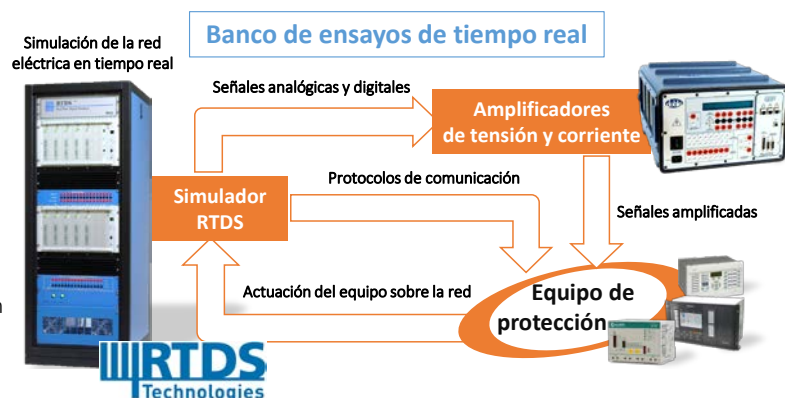 Banco de ensayos de tiempo real
Simulación de la red
eléctrica en tiempo real
Señales analógicas y digitales
Amplificadores
de tensión y corriente
Simulador
RTDS
Protocolos de comunicación
Señales amplificadas
Actuación del equipo sobre la red
Equipo de
protección
n
RTDS
RTDS
Technologies